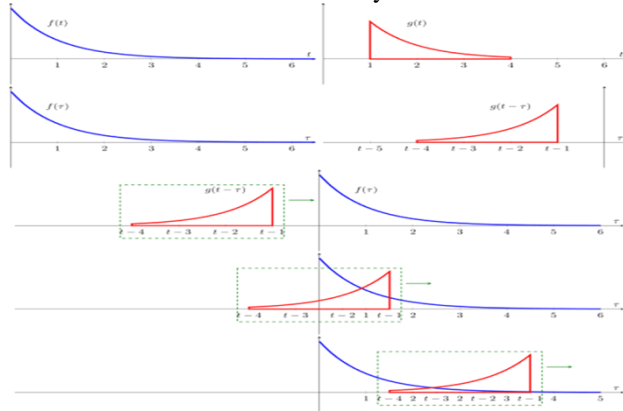 f(t) g(t)
1 2 3 4 5 6 t 1 2 3 4 5 6 t
f(τ) g(t − τ)
1 2 3 4 5 6 τ t−5 t−4 t−3 t−2 t−1 τ
g(t − τ) f(τ)
t−4 t−3 t−2 t−1 1 2 3 4 5 6 τ
t−4 t−3 t−2 1 t−1 2 3 4 5 6 τ
1 t−4 2 t−3 t−2 3 t−1 5 6 τ